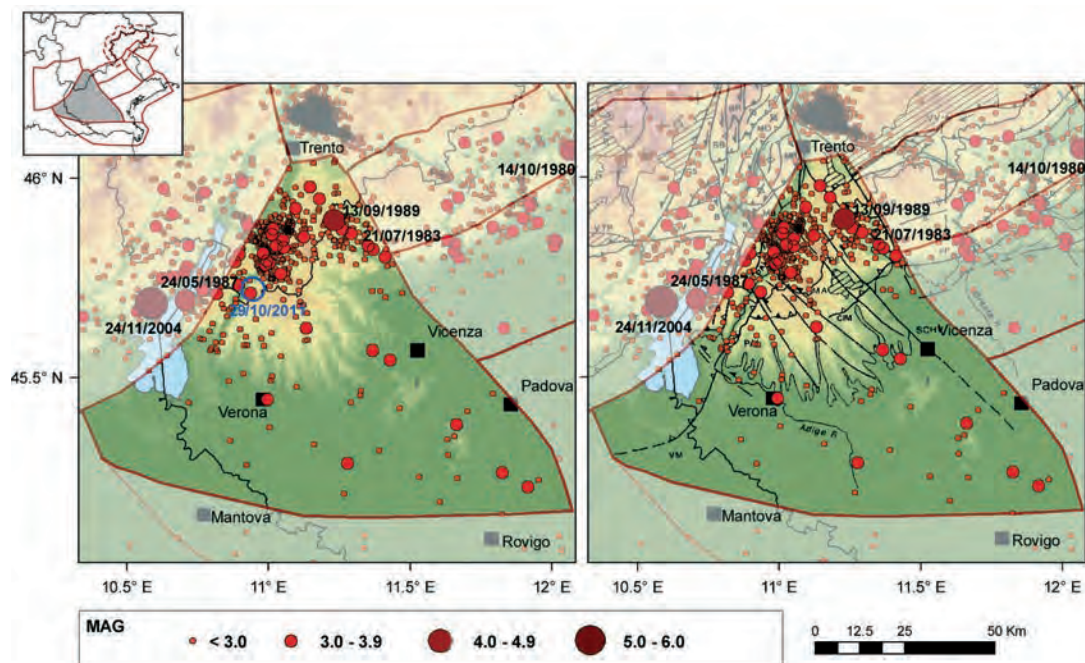 Trento
14/10/1980
46° N
13/09/1989
21/07/1983
24/05/1987
29/10/2011
24/11/2004
Vicenza
45.5° N
Padova
Verona
Mantova
Rovigo
10.5° E
11° E
11.5° E
12° E
Trento
14/10/1980
13/09/1989
21/07/1983
24/05/1987
24/11/2004
SCHV
Vicenza
Padova
Verona
Adige R.
VM
Mantova
Rovigo
10.5° E
11° E
11.5° E
12° E
MAG
< 3.0
3.0 - 3.9
4.0 - 4.9
5.0 - 6.0
0 12.5 25 50 Km